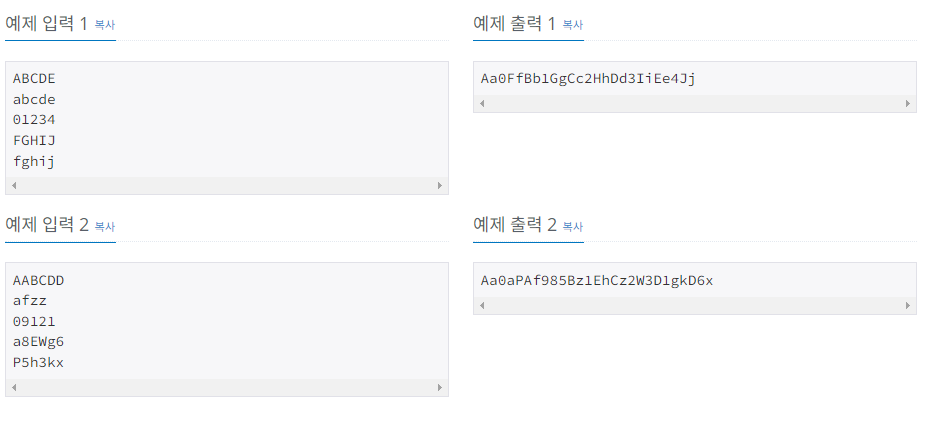 예제 입력 1 복사
ABCDE
abcde
01234
FGHIJ
fghij
예제 출력 1 복사
Aa0FfBb1GgCc2HhDd3IiEe4Jj
예제 입력 2 복사
AABCDD
afzz
09121
a8EWg6
P5h3kx
예제 출력 2 복사
Aa0aPAf985Bz1EhCz2W3D1gkD6x